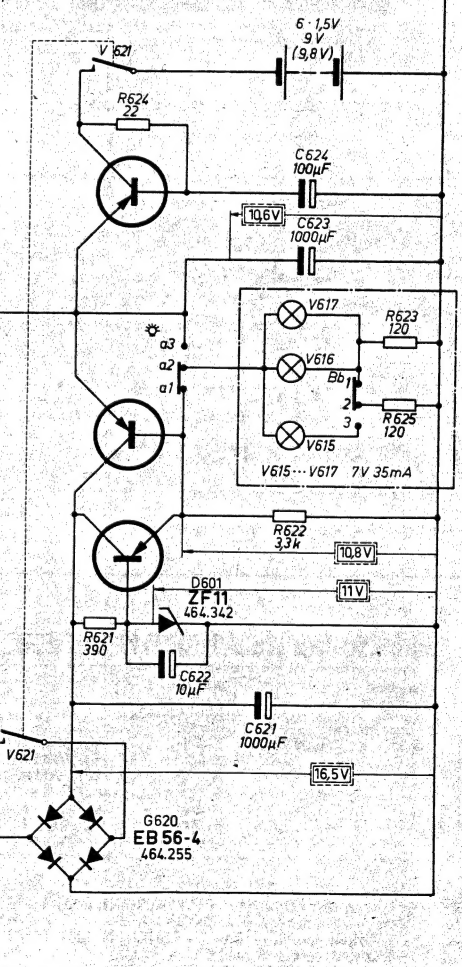 6 · 1,5V
9 V
(9,8V)
V 621
R624
22
C624
100µF
10,6V
C623
1000µF
V617
R623
120
a3
a2
a1
V616
Bb 1
2
3
R625
120
V615
V615···V617 7V 35mA
R622
3,3k
10,8V
D601
ZF11
464.342
11V
R621
390
C622
10µF
C621
1000µF
V621
16,5V
G620
EB 56-4
464.255